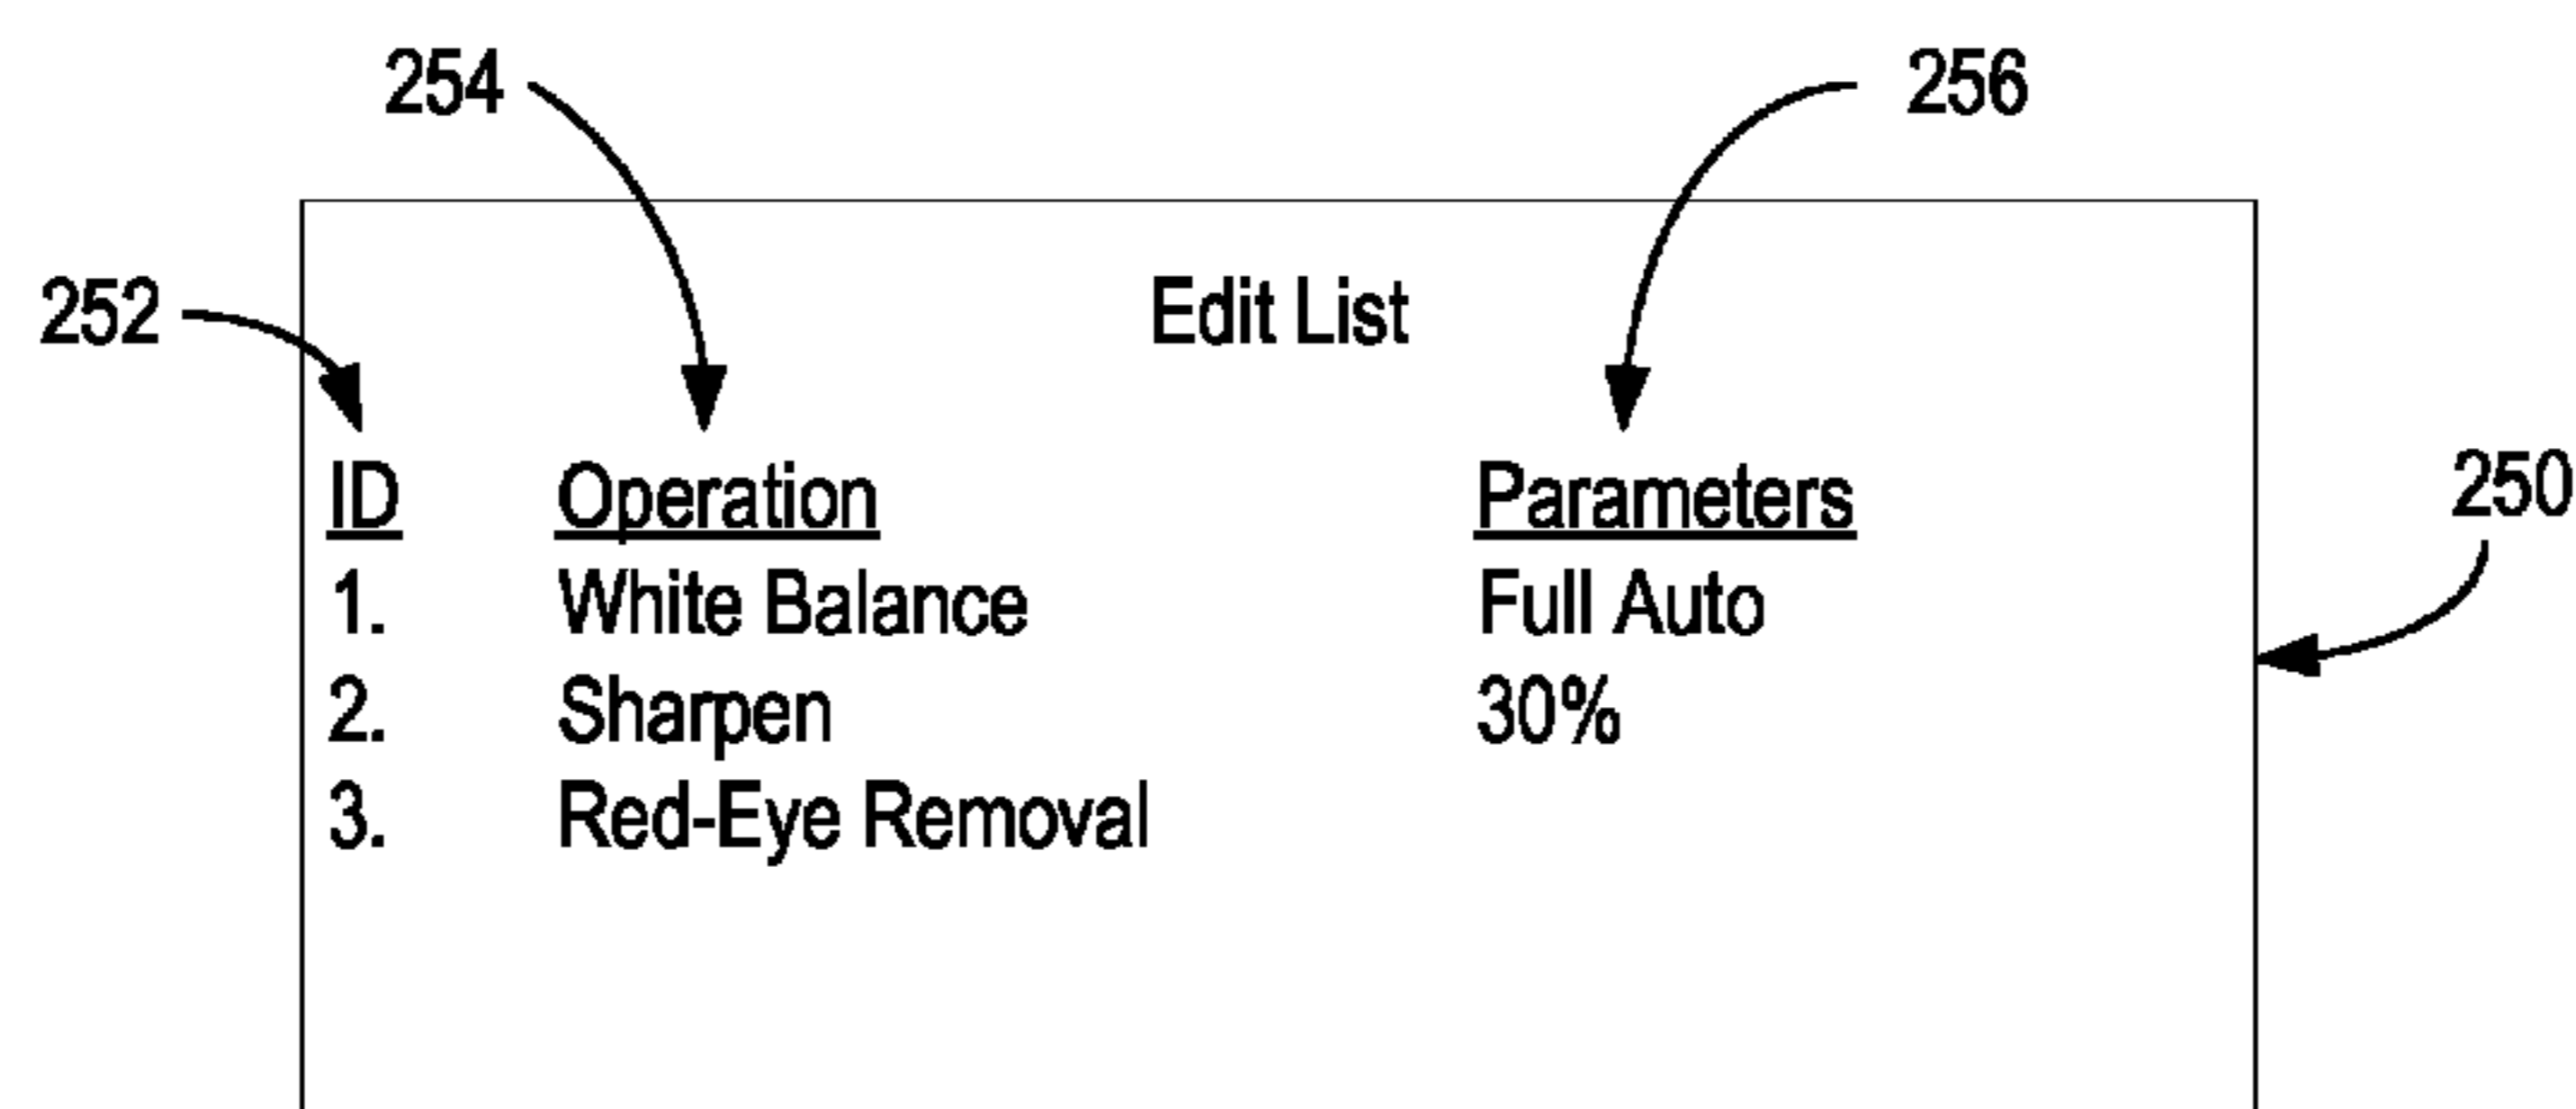 254 256
252 Edit List
ID Operation Parameters 250
1. White Balance Full Auto
2. Sharpen 30%
3. Red-Eye Removal